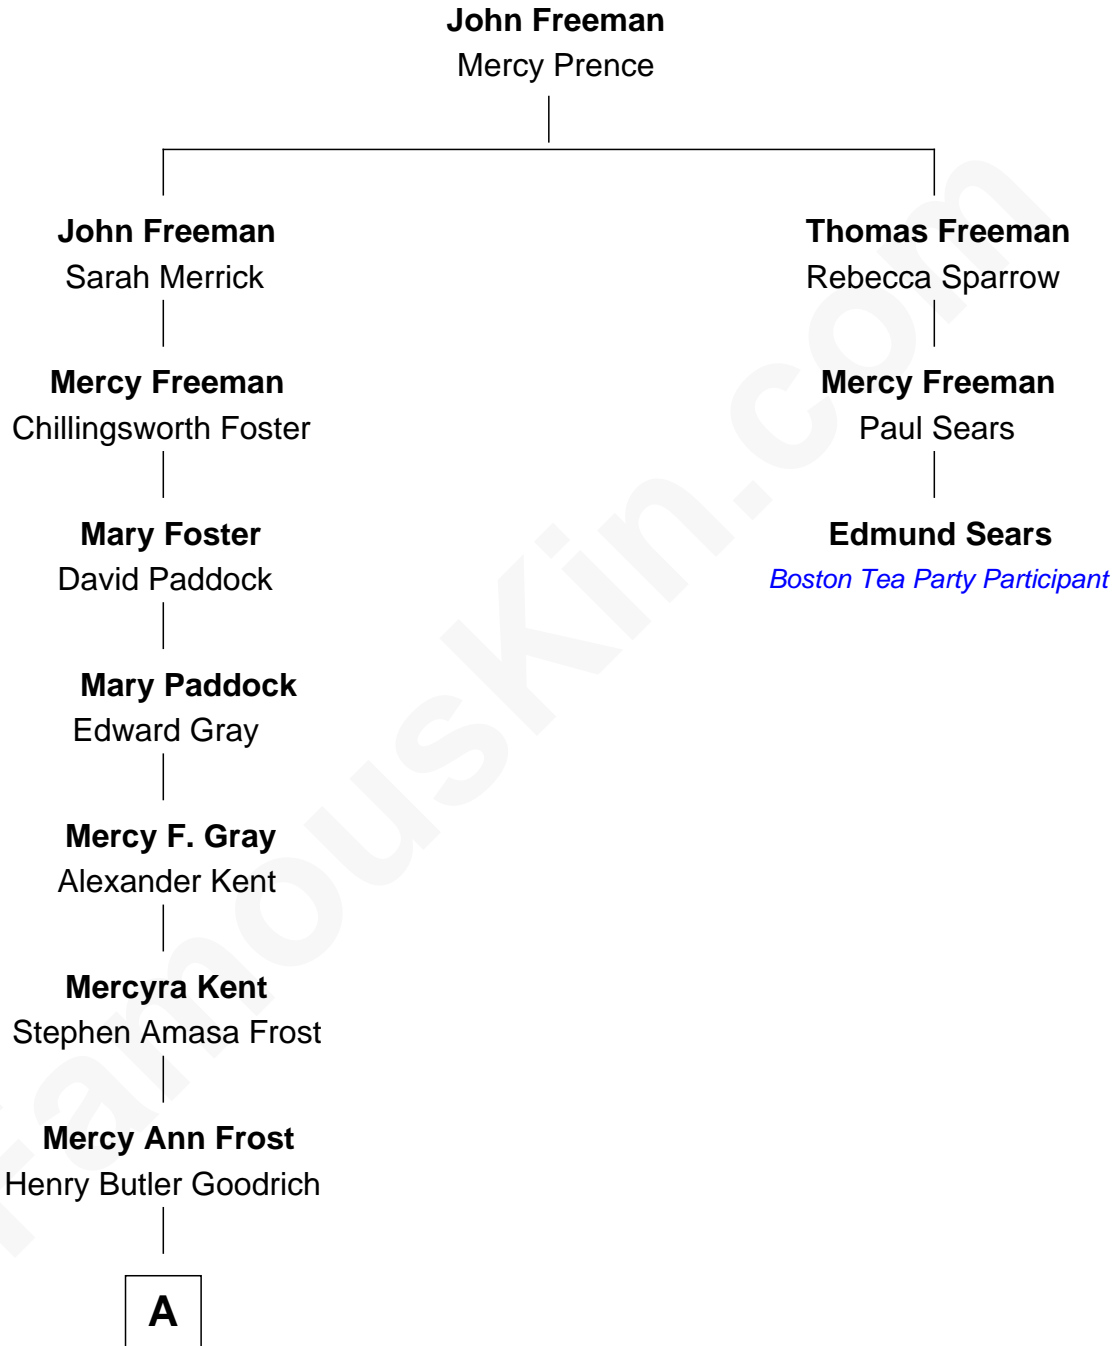 John Freeman
Mercy Prence
John Freeman
Sarah Merrick
Thomas Freeman
Rebecca Sparrow
Mercy Freeman
Chillingsworth Foster
Mercy Freeman
Paul Sears
Mary Foster
David Paddock
Edmund Sears
Boston Tea Party Participant
Mary Paddock
Edward Gray
Mercy F. Gray
Alexander Kent
Mercyra Kent
Stephen Amasa Frost
Mercy Ann Frost
Henry Butler Goodrich
A
FamousKin.com